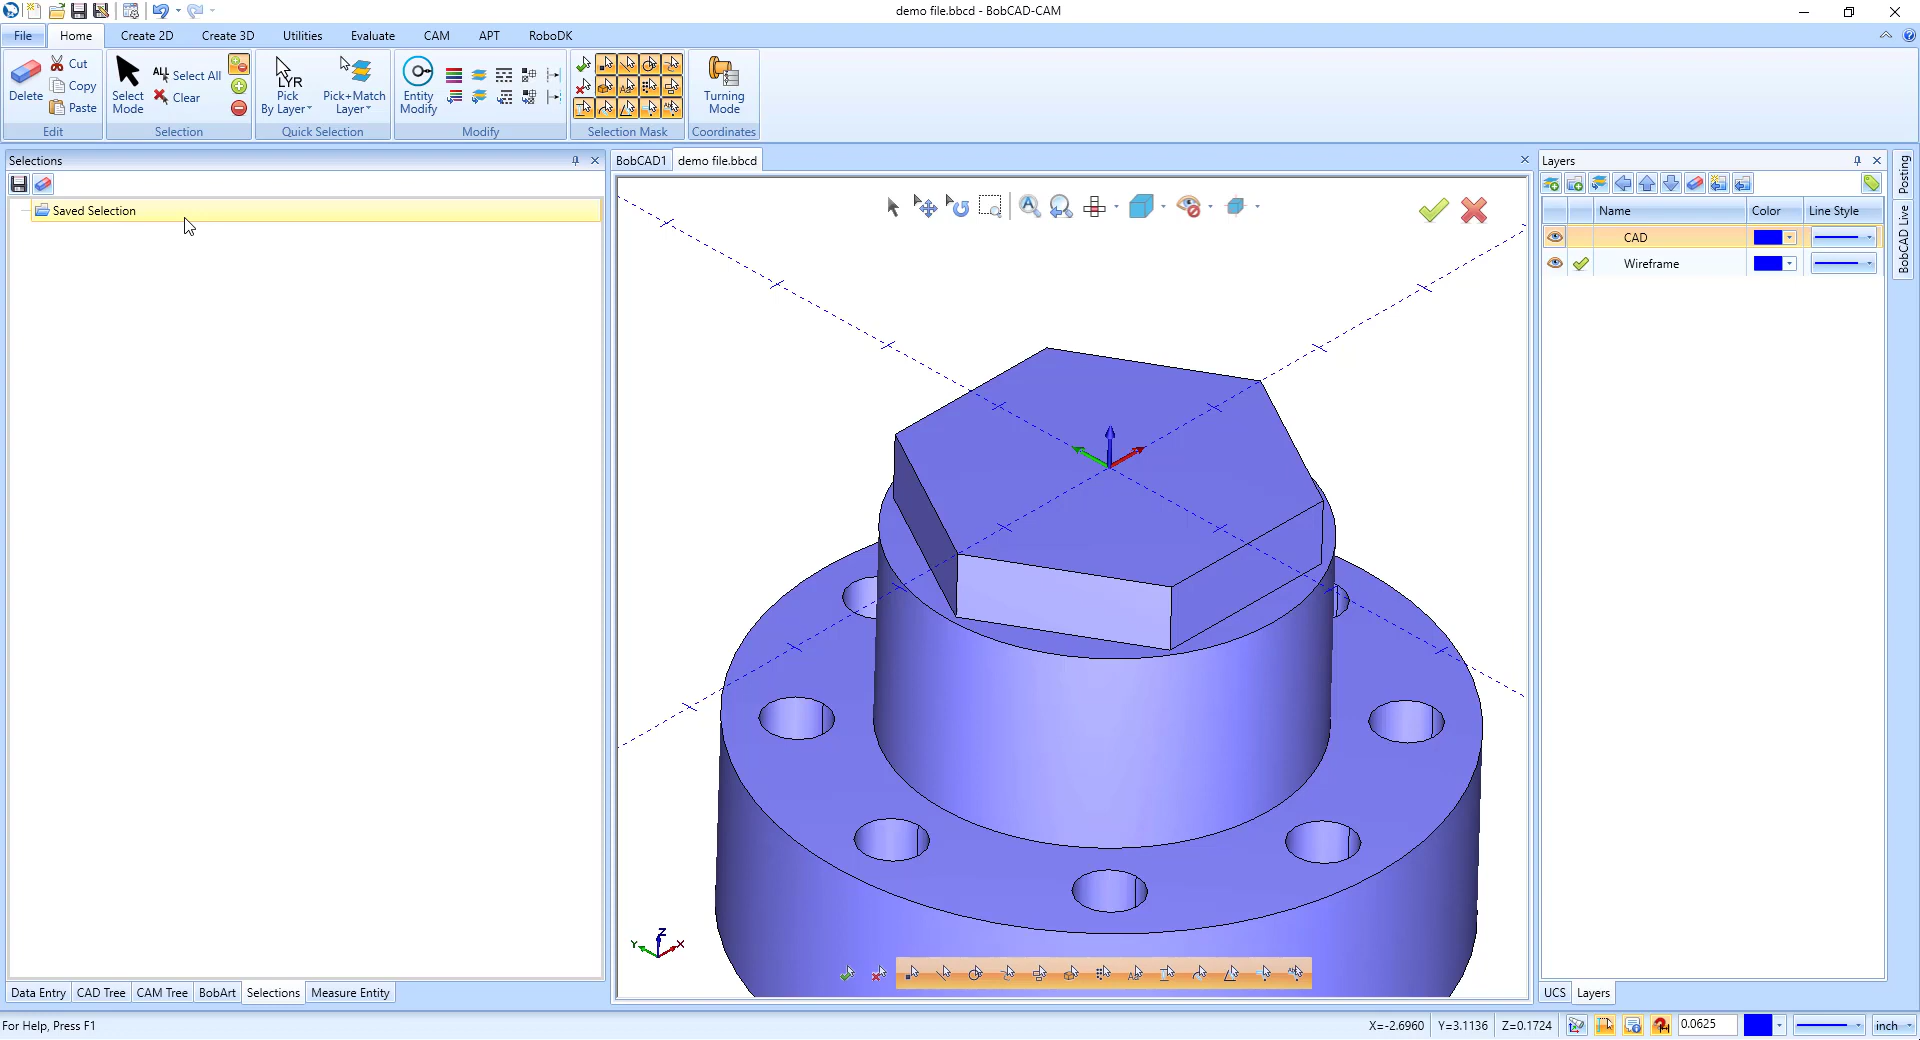 demo file.bbcd - BobCAD-CAM
File Home Create 2D Create 3D Utilities Evaluate CAM APT RoboDK
Delete
Cut
Copy
Paste
Edit
Select Mode
ALL Select All
Clear
Selection
LYR
Pick By Layer
Pick+Match Layer
Quick Selection
Entity Modify
Modify
Selection Mask
Turning Mode
Coordinates
Selections
Saved Selection
BobCAD1 demo file.bbcd
Layers
Name Color Line Style
CAD
Wireframe
Posting
BobCAD Live
Z
Y X
Data Entry CAD Tree CAM Tree BobArt Selections Measure Entity
UCS Layers
For Help, Press F1
X=-2.6960 Y=3.1136 Z=0.1724 0.0625 inch